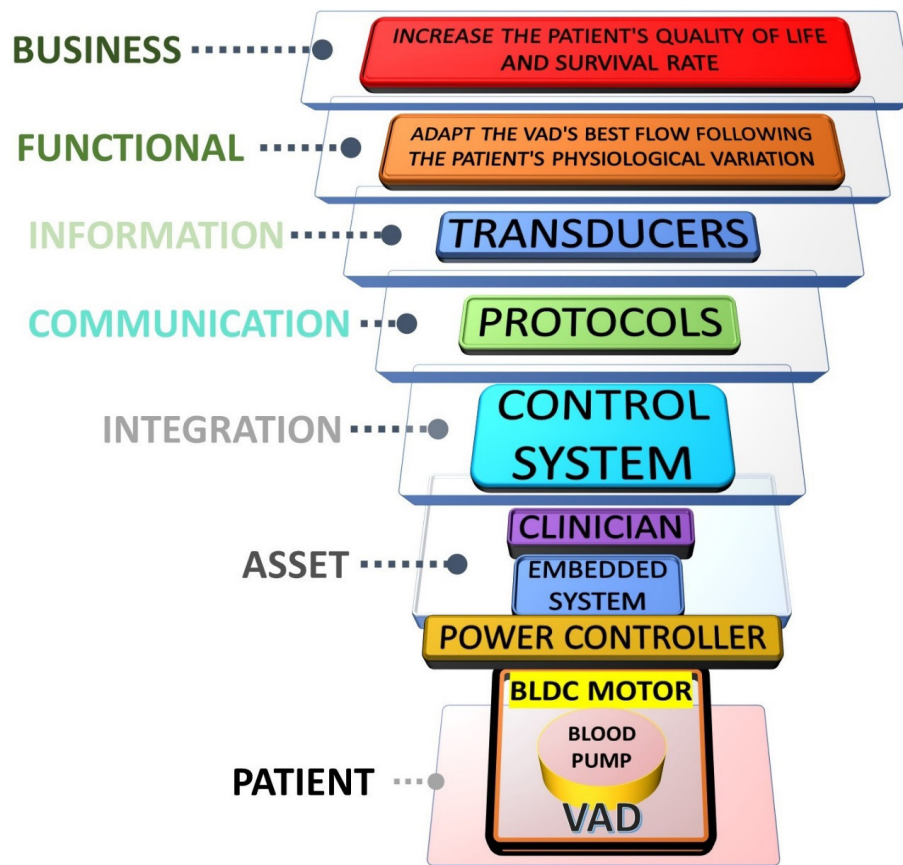 BUSINESS
INCREASE THE PATIENT'S QUALITY OF LIFE
AND SURVIVAL RATE
FUNCTIONAL
ADAPT THE VAD'S BEST FLOW FOLLOWING
THE PATIENT'S PHYSIOLOGICAL VARIATION
INFORMATION
TRANSDUCERS
COMMUNICATION
PROTOCOLS
INTEGRATION
CONTROL
SYSTEM
ASSET
CLINICIAN
EMBEDDED
SYSTEM
POWER CONTROLLER
PATIENT
BLDC MOTOR
BLOOD
PUMP
VAD